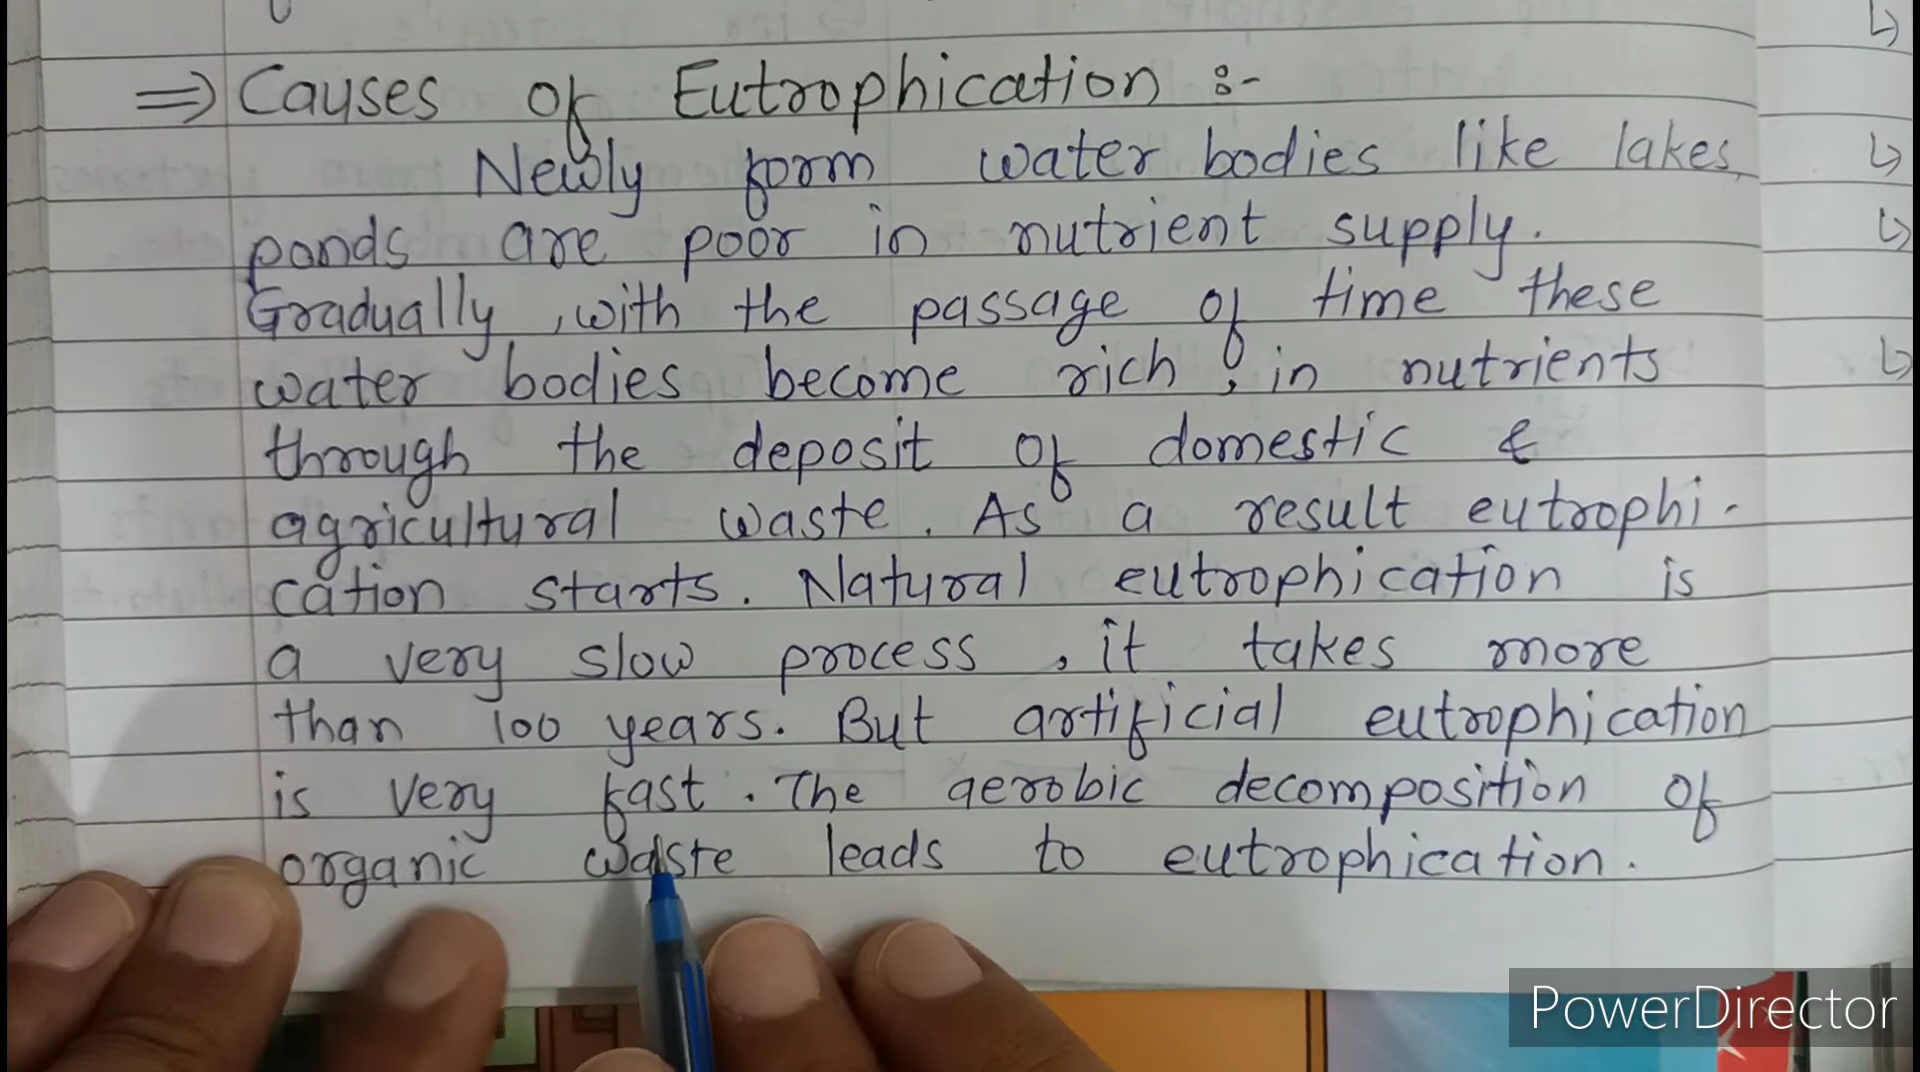 ⇒ Causes of Eutrophication :-
Newly form water bodies like lakes,
ponds are poor in nutrient supply.
Gradually, with the passage of time these
water bodies become rich, in nutrients
through the deposit of domestic &
agricultural waste. As a result eutrophi-
cation starts. Natural eutrophication is
a very slow process, it takes more
than 100 years. But artificial eutrophication
is very fast. The aerobic decomposition of
organic waste leads to eutrophication.
PowerDirector